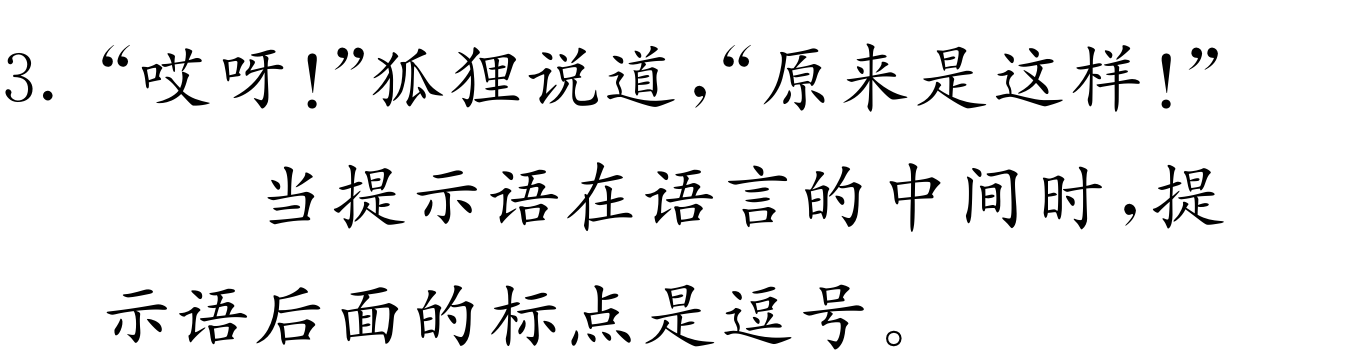 3. “哎呀!”狐狸说道,“原来是这样!”
当提示语在语言的中间时,提
示语后面的标点是逗号。